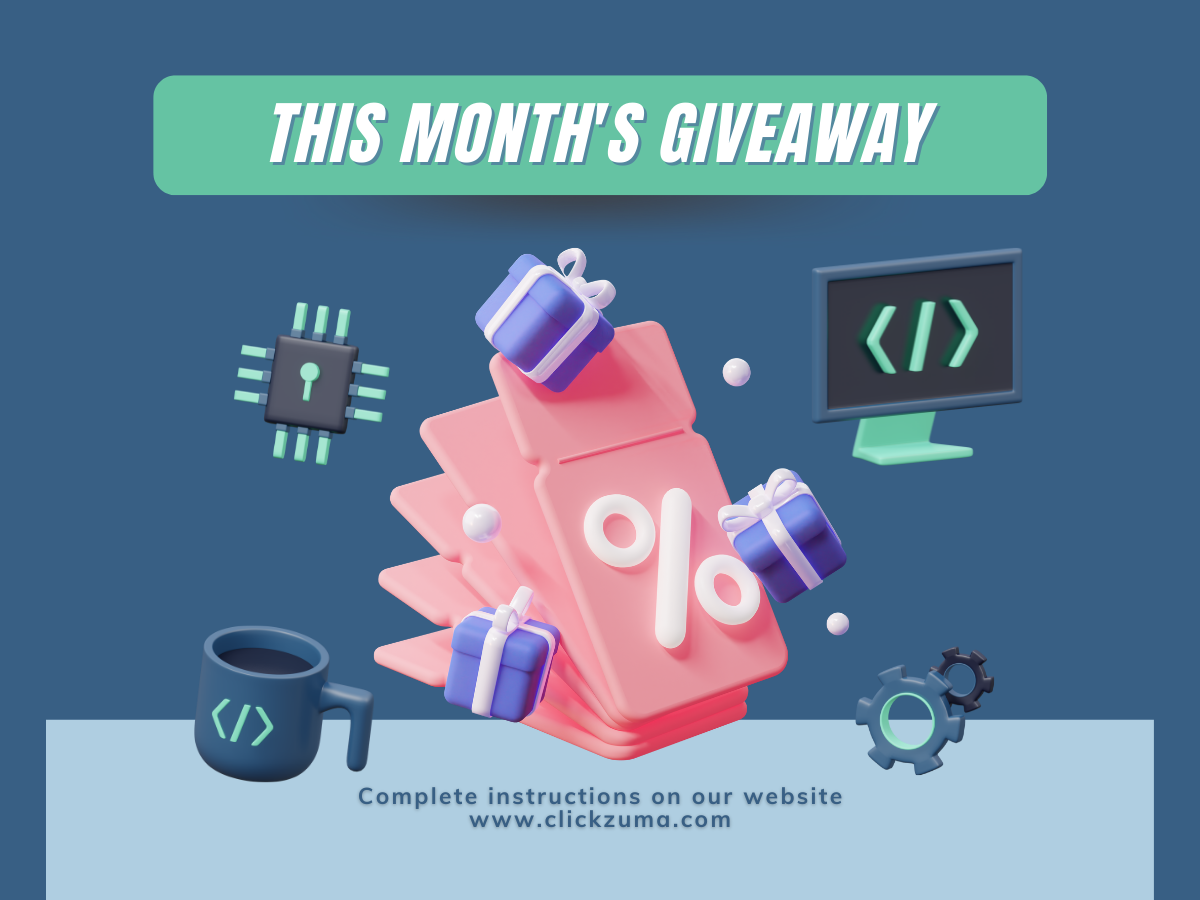 THIS MONTH'S GIVEAWAY
</>
%
</>
Complete instructions on our website
www.clickzuma.com